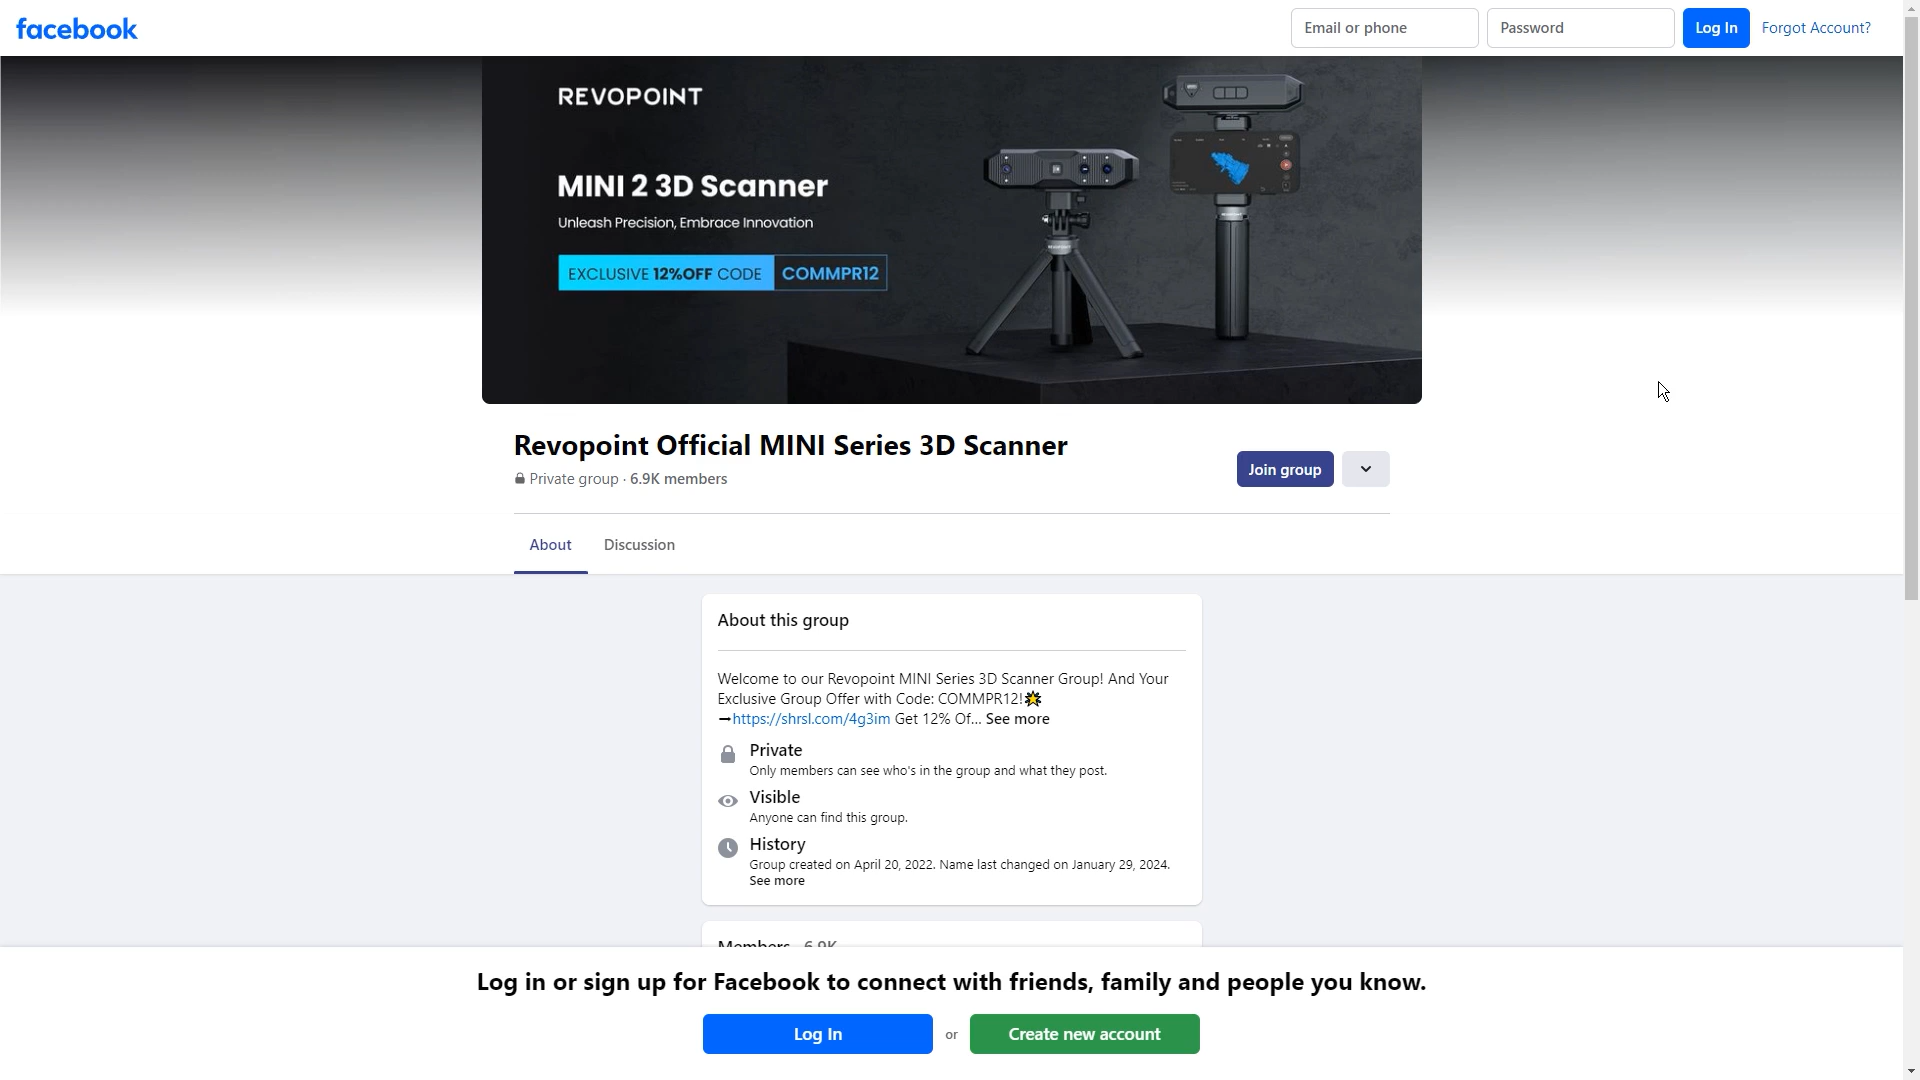 facebook
Email or phone
Password
Log In
Forgot Account?
REVOPOINT
MINI 2 3D Scanner
Unleash Precision, Embrace Innovation
EXCLUSIVE 12%OFF CODE COMMPR12
Revopoint Official MINI Series 3D Scanner
Private group · 6.9K members
Join group
About
Discussion
About this group
Welcome to our Revopoint MINI Series 3D Scanner Group! And Your
Exclusive Group Offer with Code: COMMPR12!🌟
➞https://shrsl.com/4g3im Get 12% Of... See more
Private
Only members can see who's in the group and what they post.
Visible
Anyone can find this group.
History
Group created on April 20, 2022. Name last changed on January 29, 2024.
See more
Members · 6.9K
Log in or sign up for Facebook to connect with friends, family and people you know.
Log In
or
Create new account